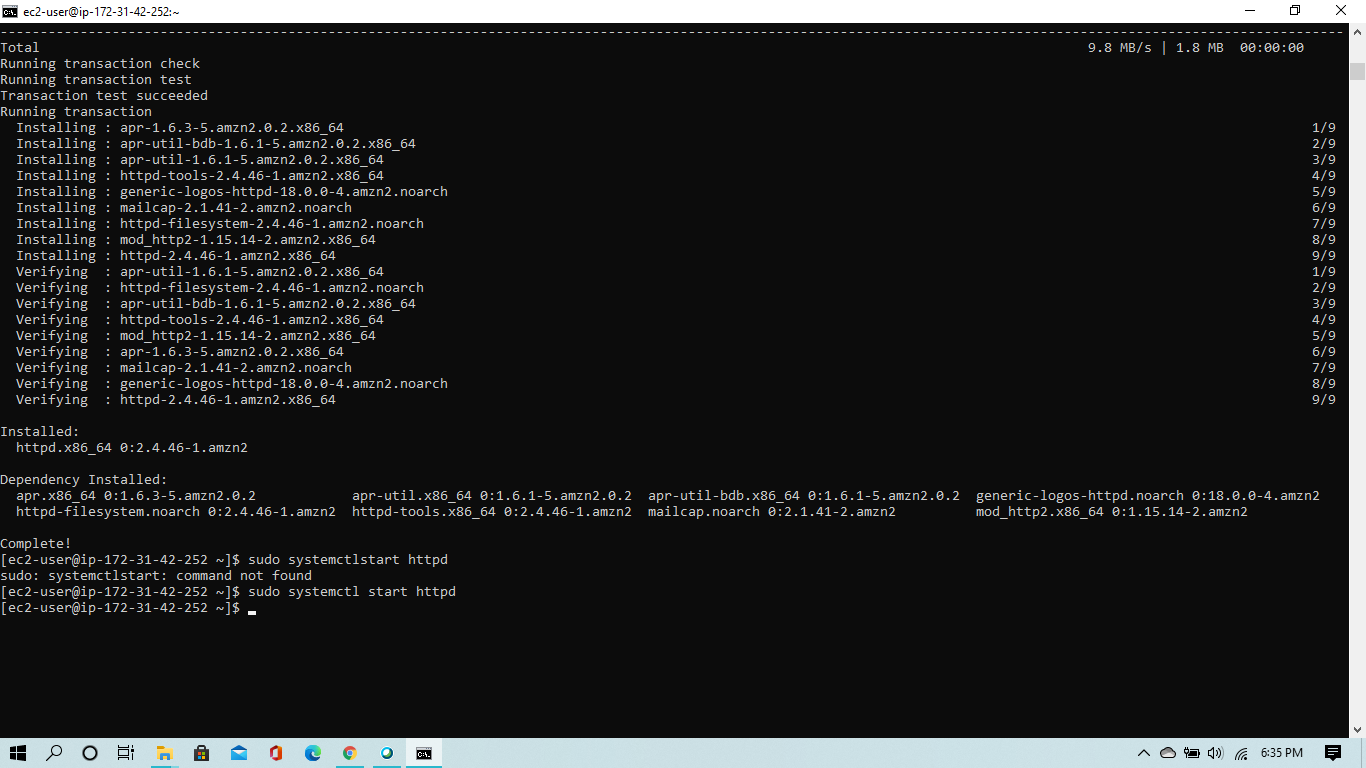 ec2-user@ip-172-31-42-252:~
--------------------------------------------------------------------------------------------------------------------------------------------------------------------------
Total 9.8 MB/s | 1.8 MB 00:00:00
Running transaction check
Running transaction test
Transaction test succeeded
Running transaction
Installing : apr-1.6.3-5.amzn2.0.2.x86_64 1/9
Installing : apr-util-bdb-1.6.1-5.amzn2.0.2.x86_64 2/9
Installing : apr-util-1.6.1-5.amzn2.0.2.x86_64 3/9
Installing : httpd-tools-2.4.46-1.amzn2.x86_64 4/9
Installing : generic-logos-httpd-18.0.0-4.amzn2.noarch 5/9
Installing : mailcap-2.1.41-2.amzn2.noarch 6/9
Installing : httpd-filesystem-2.4.46-1.amzn2.noarch 7/9
Installing : mod_http2-1.15.14-2.amzn2.x86_64 8/9
Installing : httpd-2.4.46-1.amzn2.x86_64 9/9
Verifying : apr-util-1.6.1-5.amzn2.0.2.x86_64 1/9
Verifying : httpd-filesystem-2.4.46-1.amzn2.noarch 2/9
Verifying : apr-util-bdb-1.6.1-5.amzn2.0.2.x86_64 3/9
Verifying : httpd-tools-2.4.46-1.amzn2.x86_64 4/9
Verifying : mod_http2-1.15.14-2.amzn2.x86_64 5/9
Verifying : apr-1.6.3-5.amzn2.0.2.x86_64 6/9
Verifying : mailcap-2.1.41-2.amzn2.noarch 7/9
Verifying : generic-logos-httpd-18.0.0-4.amzn2.noarch 8/9
Verifying : httpd-2.4.46-1.amzn2.x86_64 9/9
Installed:
httpd.x86_64 0:2.4.46-1.amzn2
Dependency Installed:
apr.x86_64 0:1.6.3-5.amzn2.0.2 apr-util.x86_64 0:1.6.1-5.amzn2.0.2 apr-util-bdb.x86_64 0:1.6.1-5.amzn2.0.2 generic-logos-httpd.noarch 0:18.0.0-4.amzn2
httpd-filesystem.noarch 0:2.4.46-1.amzn2 httpd-tools.x86_64 0:2.4.46-1.amzn2 mailcap.noarch 0:2.1.41-2.amzn2 mod_http2.x86_64 0:1.15.14-2.amzn2
Complete!
[ec2-user@ip-172-31-42-252 ~]$ sudo systemctlstart httpd
sudo: systemctlstart: command not found
[ec2-user@ip-172-31-42-252 ~]$ sudo systemctl start httpd
[ec2-user@ip-172-31-42-252 ~]$
6:35 PM